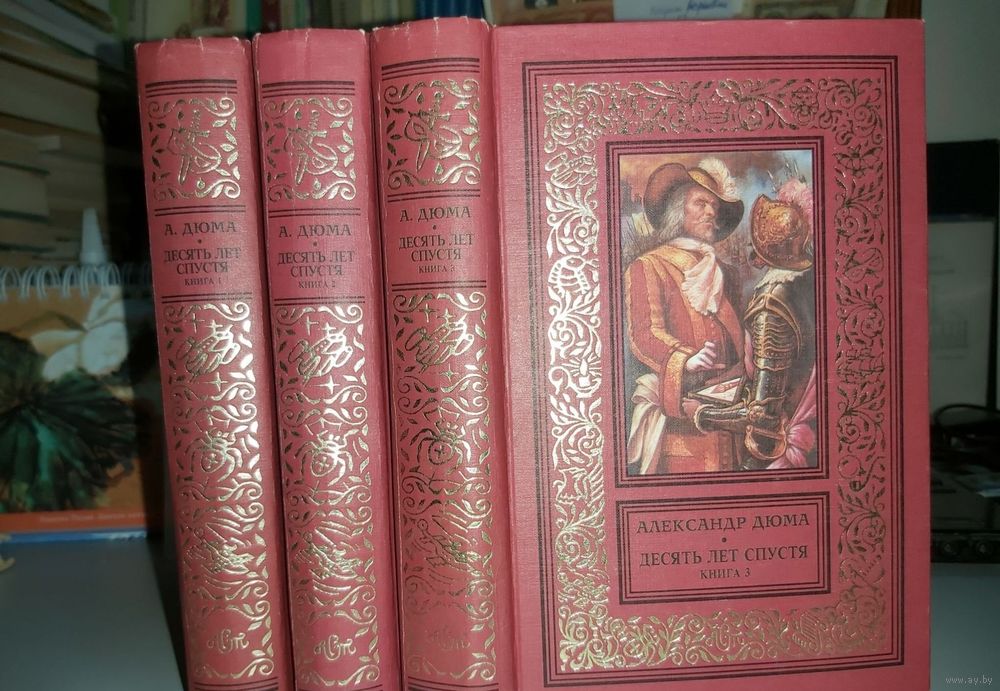 А. ДЮМА
•
ДЕСЯТЬ ЛЕТ
СПУСТЯ
КНИГА 1
А. ДЮМА
•
ДЕСЯТЬ ЛЕТ
СПУСТЯ
КНИГА 2
А. ДЮМА
•
ДЕСЯТЬ ЛЕТ
СПУСТЯ
КНИГА 3
АЛЕКСАНДР ДЮМА
•
ДЕСЯТЬ ЛЕТ СПУСТЯ
КНИГА 3
www.ay.by